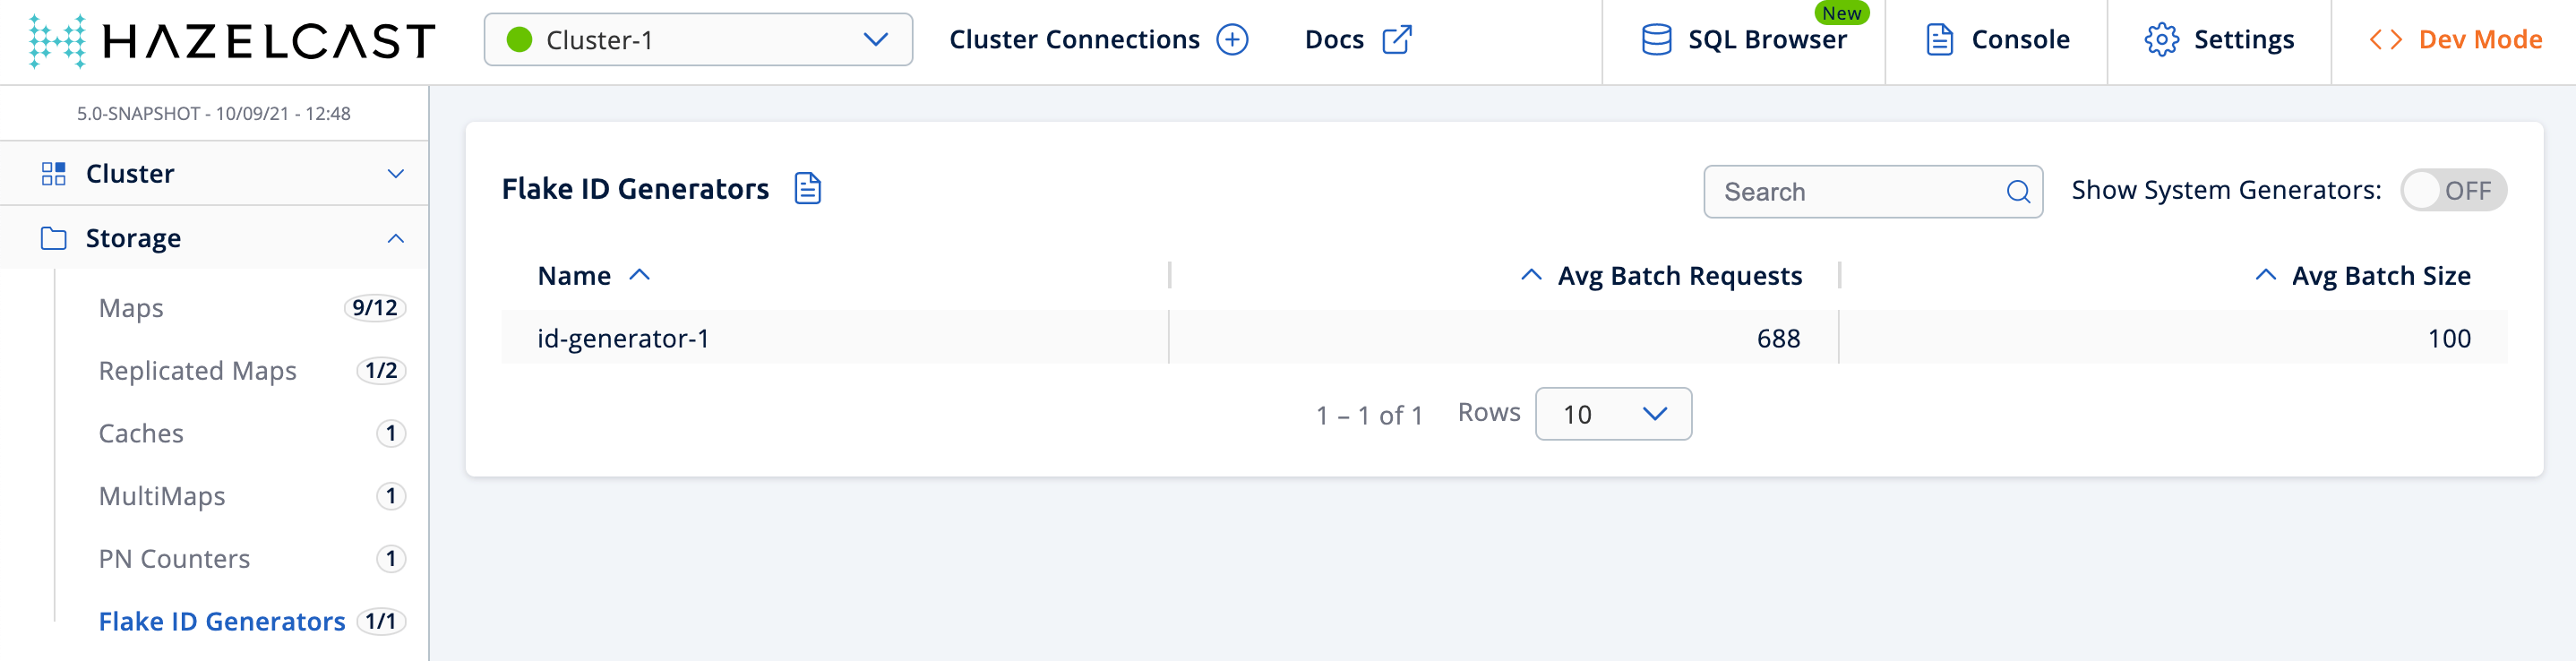 HAZELCAST
Cluster-1
Cluster Connections
Docs
New
SQL Browser
Console
Settings
Dev Mode
5.0-SNAPSHOT - 10/09/21 - 12:48
Cluster
Storage
Maps 9/12
Replicated Maps 1/2
Caches 1
MultiMaps 1
PN Counters 1
Flake ID Generators 1/1
Flake ID Generators
Search
Show System Generators: OFF
Name Avg Batch Requests Avg Batch Size
id-generator-1 688 100
1 – 1 of 1 Rows 10